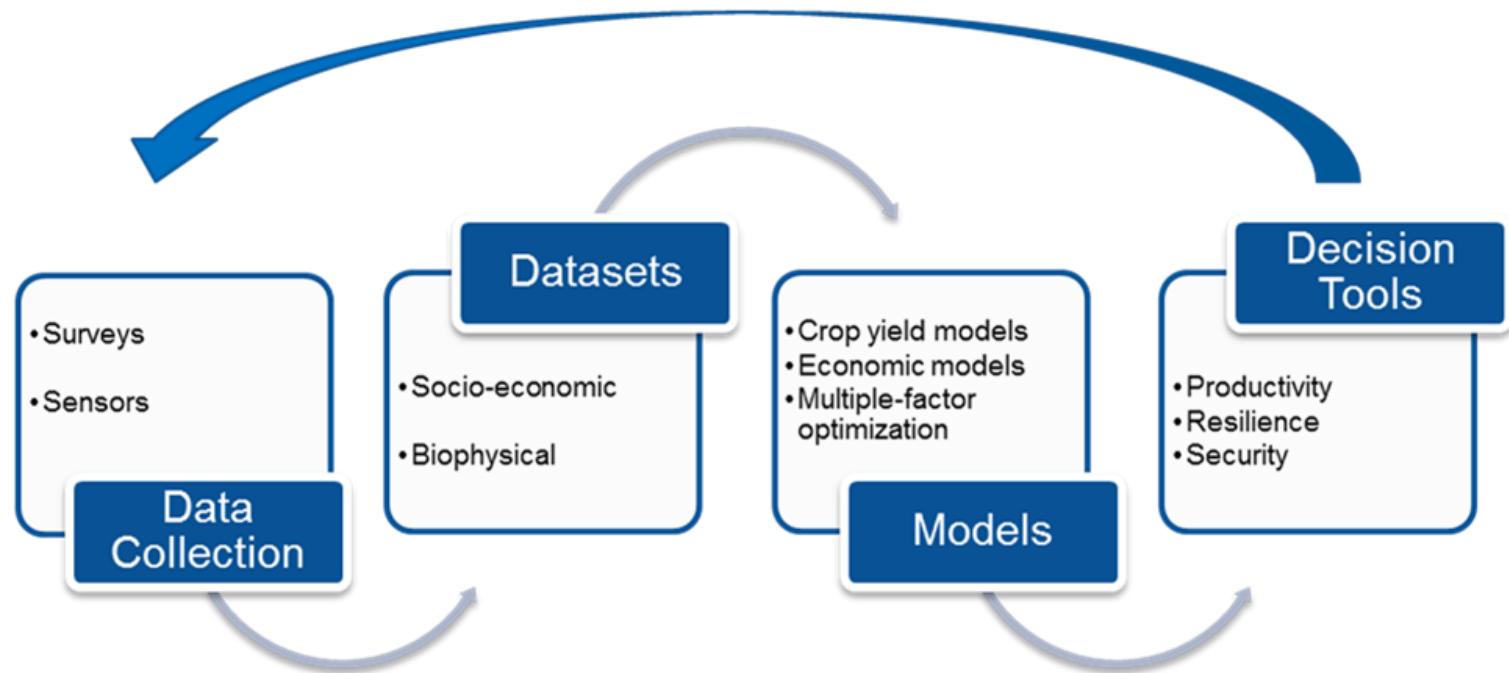 • Surveys
• Sensors
Data
Collection
Datasets
• Socio-economic
• Biophysical
• Crop yield models
• Economic models
• Multiple-factor
optimization
Models
Decision
Tools
• Productivity
• Resilience
• Security